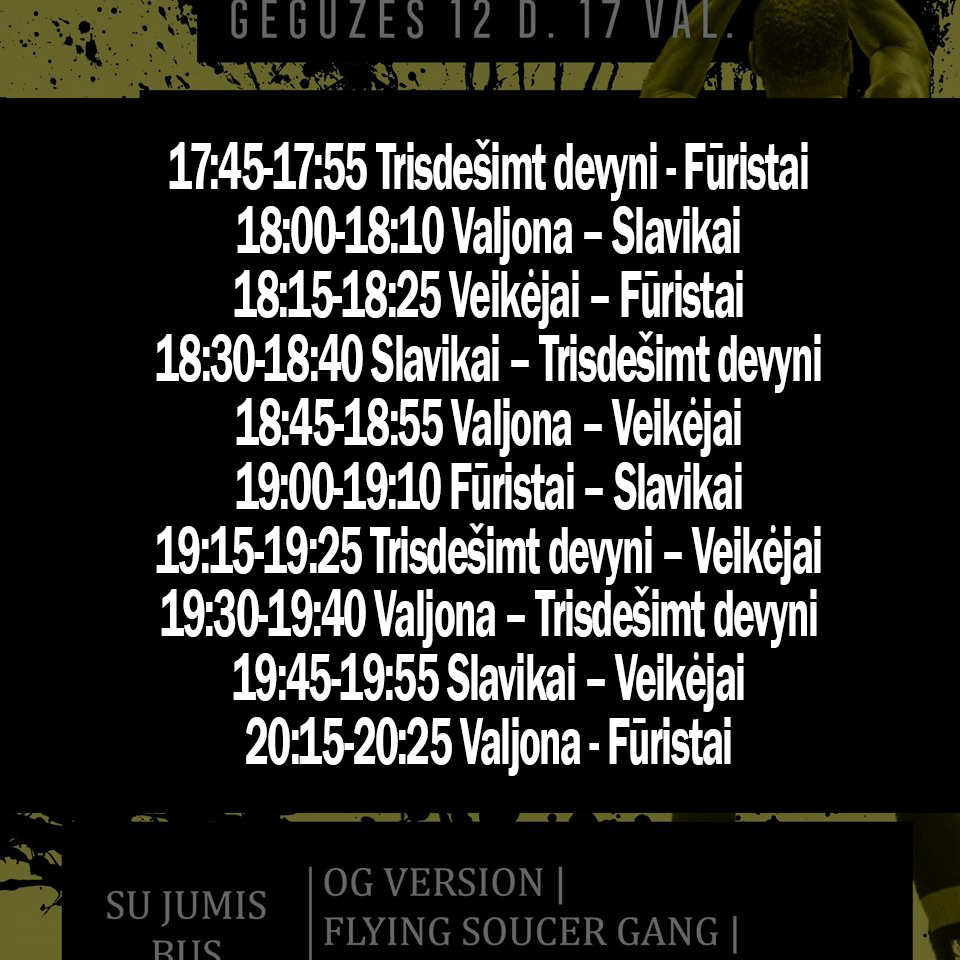 GEGUŽĖS 12 D. 17 VAL.
17:45-17:55 Trisdešimt devyni - Fūristai
18:00-18:10 Valjona – Slavikai
18:15-18:25 Veikėjai – Fūristai
18:30-18:40 Slavikai – Trisdešimt devyni
18:45-18:55 Valjona – Veikėjai
19:00-19:10 Fūristai – Slavikai
19:15-19:25 Trisdešimt devyni – Veikėjai
19:30-19:40 Valjona – Trisdešimt devyni
19:45-19:55 Slavikai – Veikėjai
20:15-20:25 Valjona - Fūristai
SU JUMIS
BUS
| OG VERSION |
| FLYING SOUCER GANG |